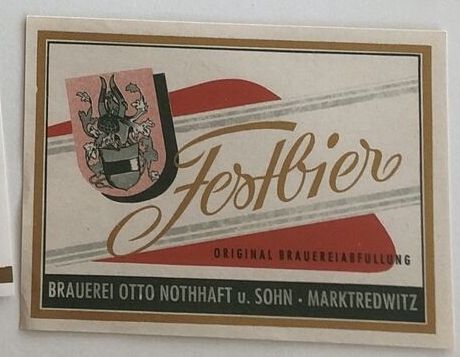 Festbier
ORIGINAL BRAUEREIABFÜLLUNG
BRAUEREI OTTO NOTHHAFT u. SOHN · MARKTREDWITZ